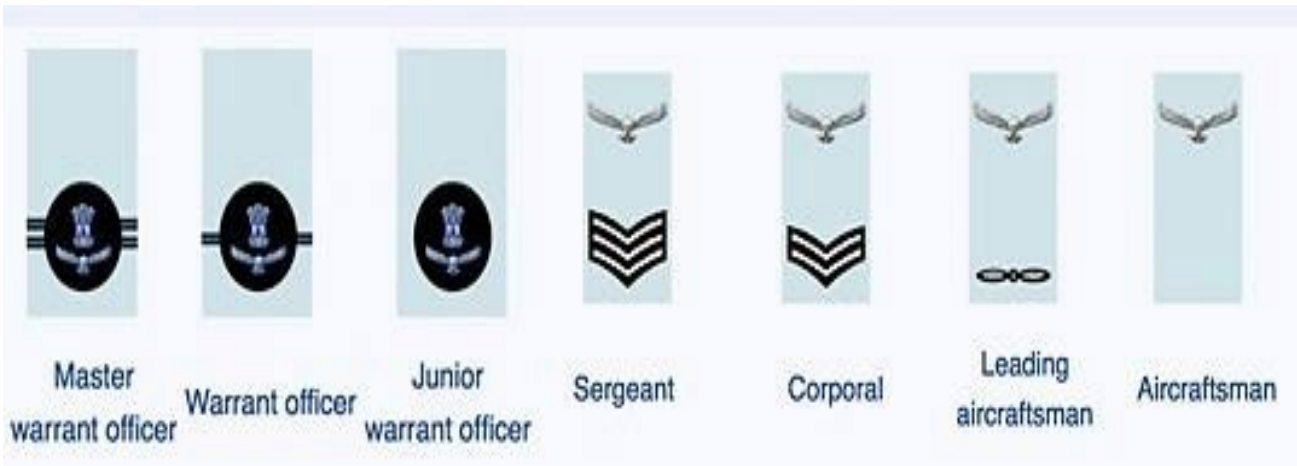 Master
warrant officer
Warrant officer
Junior
warrant officer
Sergeant
Corporal
Leading
aircraftsman
Aircraftsman